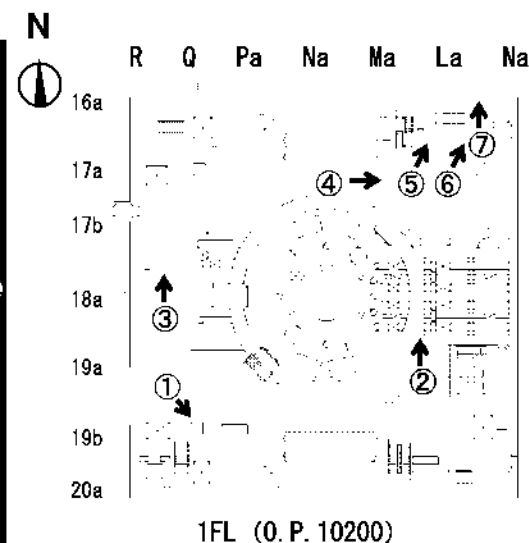 N
R Q Pa Na Ma La Na
16a
⑦
17a
④ ⑤ ⑥
17b
18a
③
19a
②
①
19b
20a
1FL (O.P.10200)